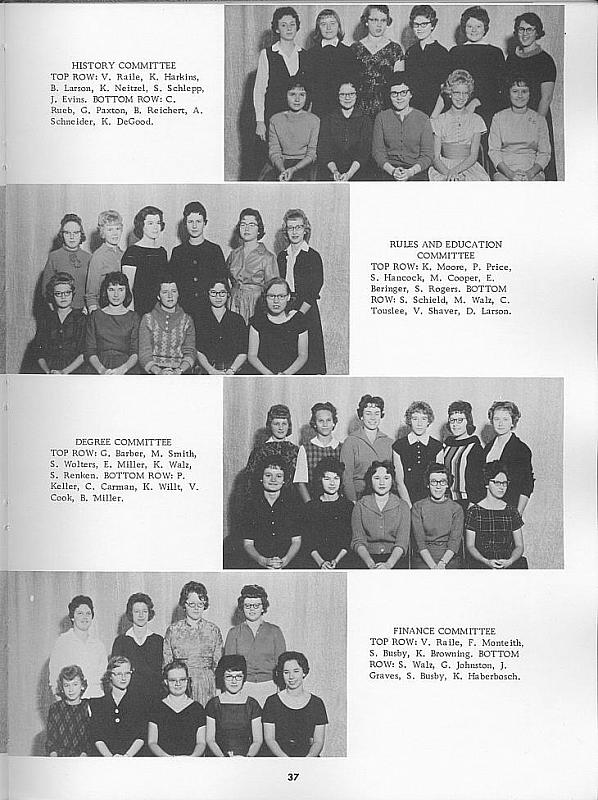 HISTORY COMMITTEE
TOP ROW: V. Raile, K. Harkins,
B. Larson, K. Neitzel, S. Schlepp,
J. Evins. BOTTOM ROW: C.
Rueb, G. Paxton, B. Reichert, A.
Schneider, K. DeGood.
RULES AND EDUCATION
COMMITTEE
TOP ROW: K. Moore, P. Price,
S. Hancock, M. Cooper, E.
Beringer, S. Rogers. BOTTOM
ROW: S. Schield, M. Walz, C.
Touslee, V. Shaver, D. Larson.
DEGREE COMMITTEE
TOP ROW: G. Barber, M. Smith,
S. Wolters, E. Miller, K. Walz,
S. Renken. BOTTOM ROW: P.
Keller, C. Carman, K. Willt, V.
Cook, B. Miller.
FINANCE COMMITTEE
TOP ROW: V. Raile, F. Monteith,
S. Busby, K. Browning. BOTTOM
ROW: S. Walz, G. Johnston, J.
Graves, S. Busby, K. Haberbosch.
37